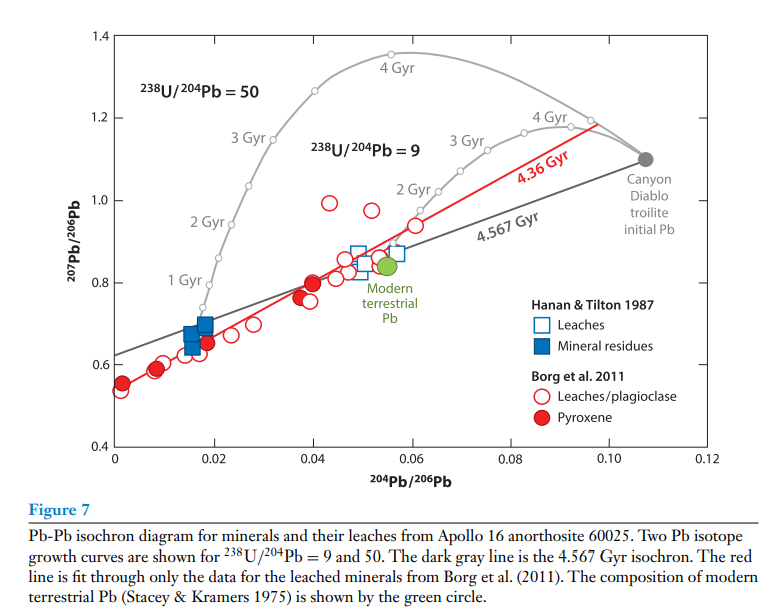 1.4
1.2
1.0
0.8
0.6
0.4
207Pb/206Pb
0
0.02
0.04
0.06
0.08
0.10
0.12
204Pb/206Pb
238U/204Pb = 50
4 Gyr
3 Gyr
2 Gyr
1 Gyr
238U/204Pb = 9
4 Gyr
3 Gyr
2 Gyr
4.36 Gyr
4.567 Gyr
Canyon
Diablo
troilite
initial Pb
Modern
terrestrial
Pb
Hanan & Tilton 1987
Leaches
Mineral residues
Borg et al. 2011
Leaches/plagioclase
Pyroxene
Figure 7
Pb-Pb isochron diagram for minerals and their leaches from Apollo 16 anorthosite 60025. Two Pb isotope
growth curves are shown for 238U/204Pb = 9 and 50. The dark gray line is the 4.567 Gyr isochron. The red
line is fit through only the data for the leached minerals from Borg et al. (2011). The composition of modern
terrestrial Pb (Stacey & Kramers 1975) is shown by the green circle.